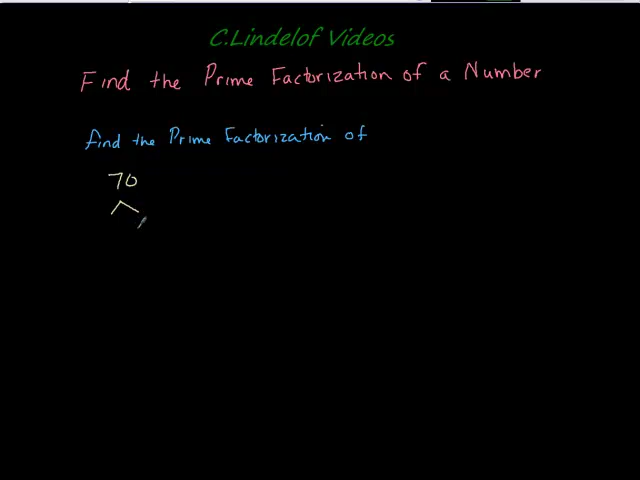 C.Lindelof Videos
Find the Prime Factorization of a Number
find the Prime Factorization of
70